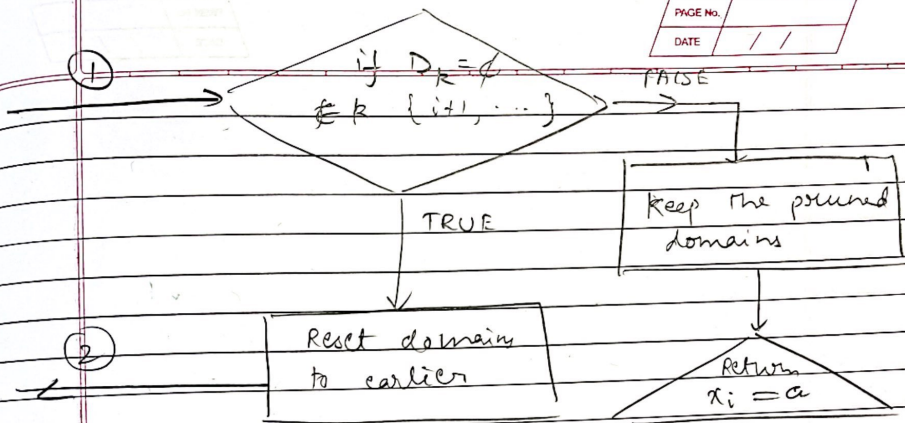 PAGE No.
DATE / /
1
if D_k = ϕ
k {i+1, ...}
FALSE
keep the pruned
domains
TRUE
2
Reset domains
to earlier
Return
x_i = a